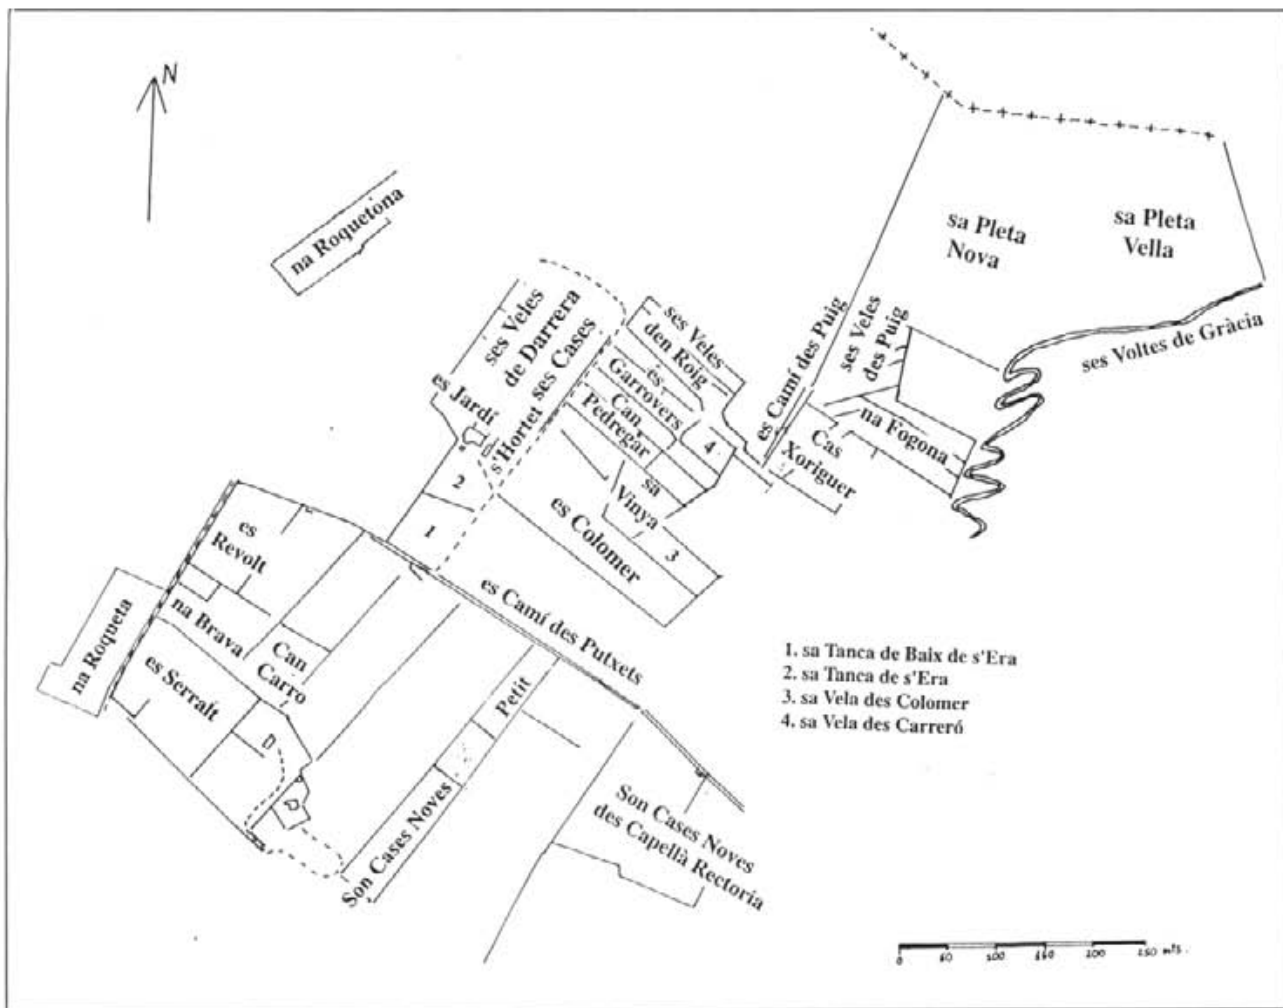 N
na Roquetona
sa Pleta
Nova
sa Pleta
Vella
ses Voltes de Gràcia
es Camí des Puig
ses Veles
des Puig
na Fogona
Cas
Xoriguer
ses Veles
den Roig
es
Garrovers
Can
Pedregar
4
sa
Vinya
3
es Colomer
ses Veles
de Darrera
ses Cases
es Jardí
s'Hortet
2
1
es Camí des Putxets
es
Revolt
na Brava
na Roqueta
Can
Carro
es Serralt
Petit
Son Cases Noves
Son Cases Noves
des Capellà Rectoria
1. sa Tanca de Baix de s'Era
2. sa Tanca de s'Era
3. sa Vela des Colomer
4. sa Vela des Carreró
0 50 100 150 200 250 mts.